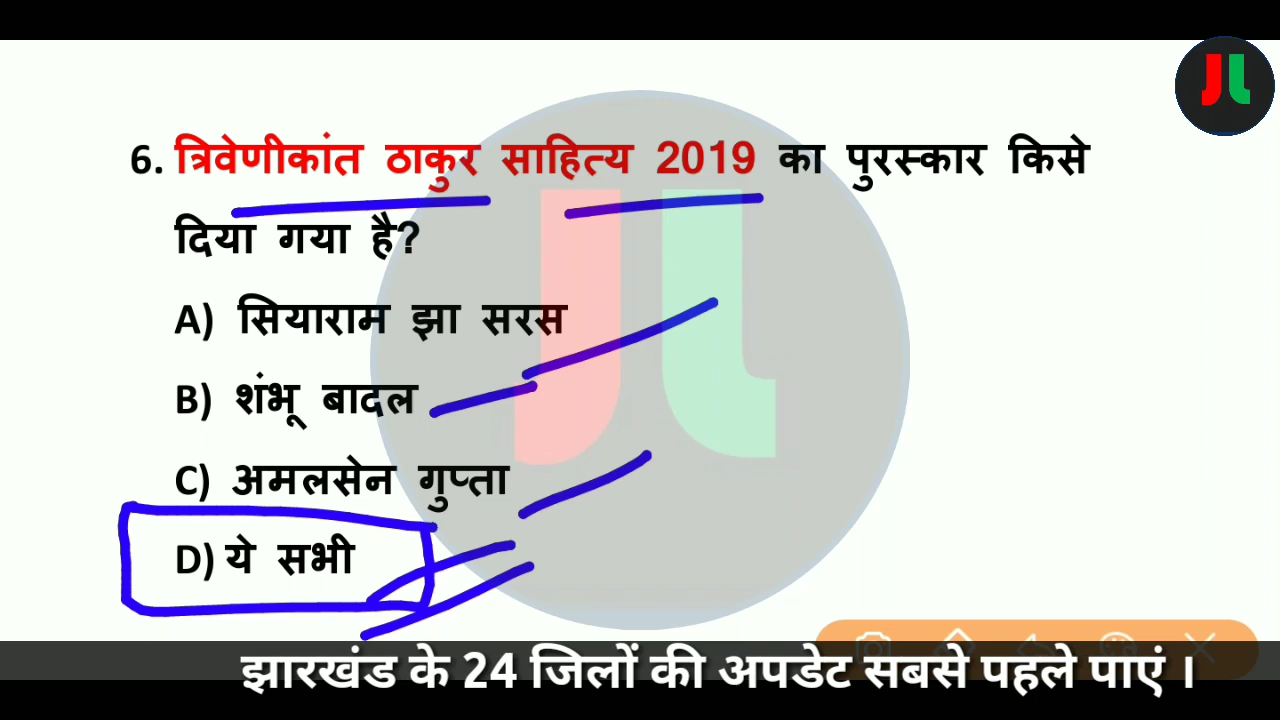 6. त्रिवेणीकांत ठाकुर साहित्य 2019 का पुरस्कार किसे
दिया गया है?
A) सियाराम झा सरस
B) शंभू बादल
C) अमलसेन गुप्ता
D) ये सभी
झारखंड के 24 जिलों की अपडेट सबसे पहले पाएं ।